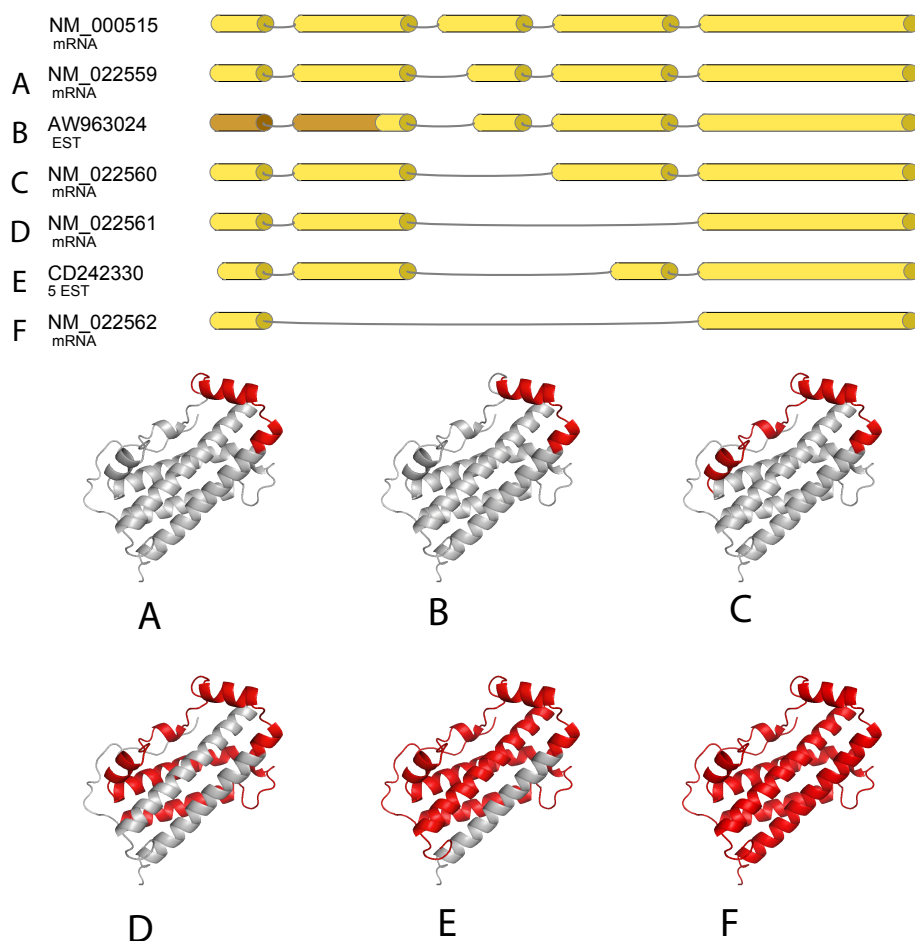 NM_000515
mRNA
A NM_022559
mRNA
B AW963024
EST
C NM_022560
mRNA
D NM_022561
mRNA
E CD242330
5 EST
F NM_022562
mRNA
A B C
D E F